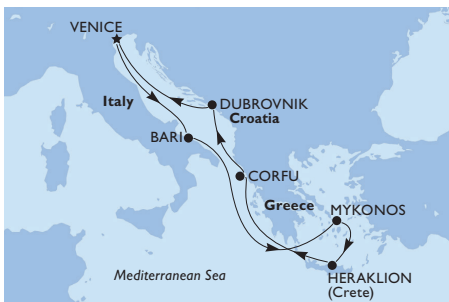 VENICE
Italy
DUBROVNIK
Croatia
BARI
CORFU
Greece
MYKONOS
Mediterranean Sea
HERAKLION
(Crete)